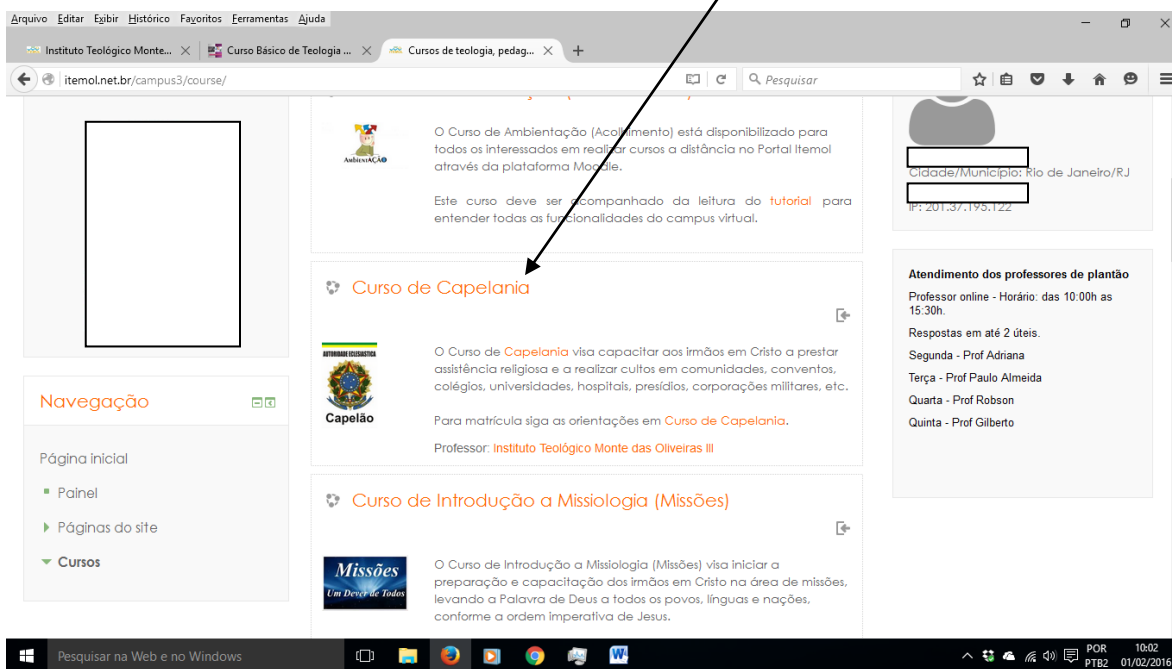 Arquivo Editar Exibir Histórico Favoritos Ferramentas Ajuda
Instituto Teológico Monte...
Curso Básico de Teologia ...
Cursos de teologia, pedag...
itemol.net.br/campus3/course/
Pesquisar
O Curso de Ambientação (Acolhimento) está disponibilizado para
todos os interessados em realizar cursos a distância no Portal Itemol
através da plataforma Moodle.
Este curso deve ser acompanhado da leitura do tutorial para
entender todas as funcionalidades do campus virtual.
AmbientAÇÃO
Curso de Capelania
AUTORIDADE ECLESIASTICA
Capelão
O Curso de Capelania visa capacitar aos irmãos em Cristo a prestar
assistência religiosa e a realizar cultos em comunidades, conventos,
colégios, universidades, hospitais, presídios, corporações militares, etc.
Para matrícula siga as orientações em Curso de Capelania.
Professor: Instituto Teológico Monte das Oliveiras III
Curso de Introdução a Missiologia (Missões)
Missões
Um Dever de Todos
O Curso de Introdução a Missiologia (Missões) visa iniciar a
preparação e capacitação dos irmãos em Cristo na área de missões,
levando a Palavra de Deus a todos os povos, línguas e nações,
conforme a ordem imperativa de Jesus.
Navegação
Página inicial
Painel
Páginas do site
Cursos
Cidade/Município: Rio de Janeiro/RJ
IP: 201.37.195.122
Atendimento dos professores de plantão
Professor online - Horário: das 10:00h as
15:30h.
Respostas em até 2 úteis.
Segunda - Prof Adriana
Terça - Prof Paulo Almeida
Quarta - Prof Robson
Quinta - Prof Gilberto
Pesquisar na Web e no Windows
POR
PTB2
10:02
01/02/2016